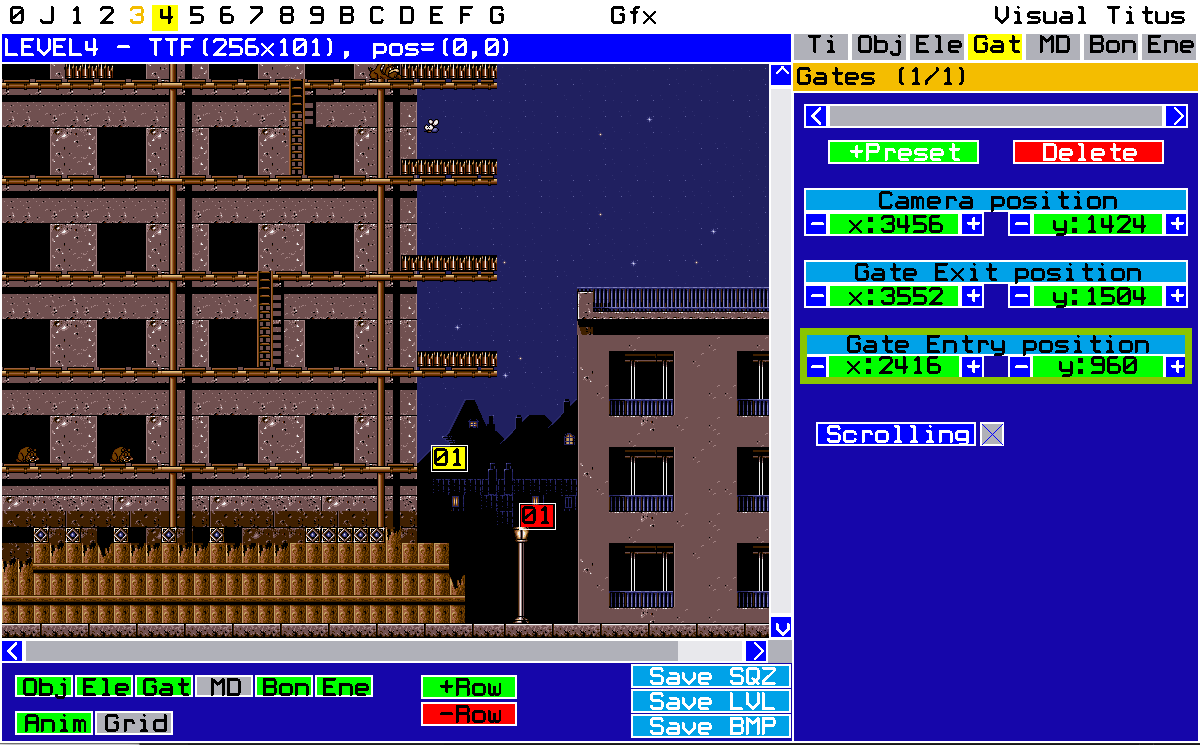 0 J 1 2 3 4 5 6 7 8 9 B C D E F G Gfx Visual Titus
LEVEL4 - TTF(256x101), pos=(0,0)
Ti Obj Ele Gat MD Bon Ene
Gates (1/1)
+Preset Delete
Camera position
- x:3456 + - y:1424 +
Gate Exit position
- x:3552 + - y:1504 +
Gate Entry position
- x:2416 + - y:960 +
Scrolling
01
01
Obj Ele Gat MD Bon Ene
Anim Grid
+Row
-Row
Save SQZ
Save LVL
Save BMP